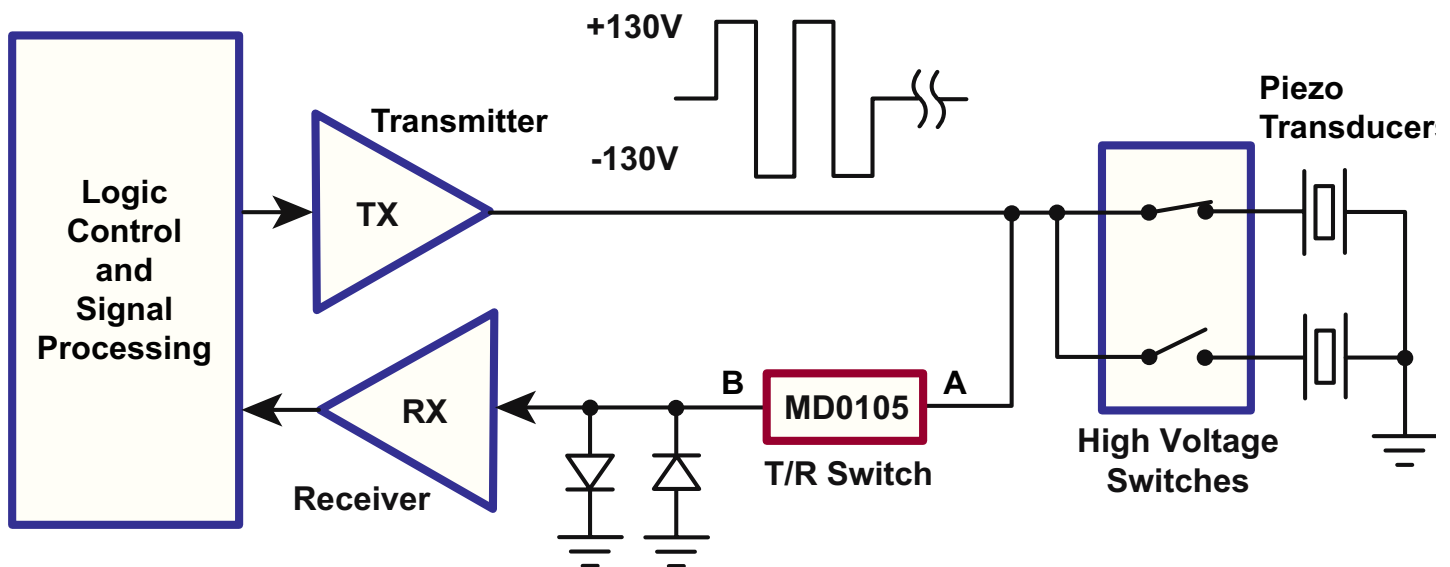 +130V
-130V
Piezo
Transducers
Transmitter
Logic
Control
and
Signal
Processing
TX
RX
B
MD0105
A
T/R Switch
High Voltage
Switches
Receiver